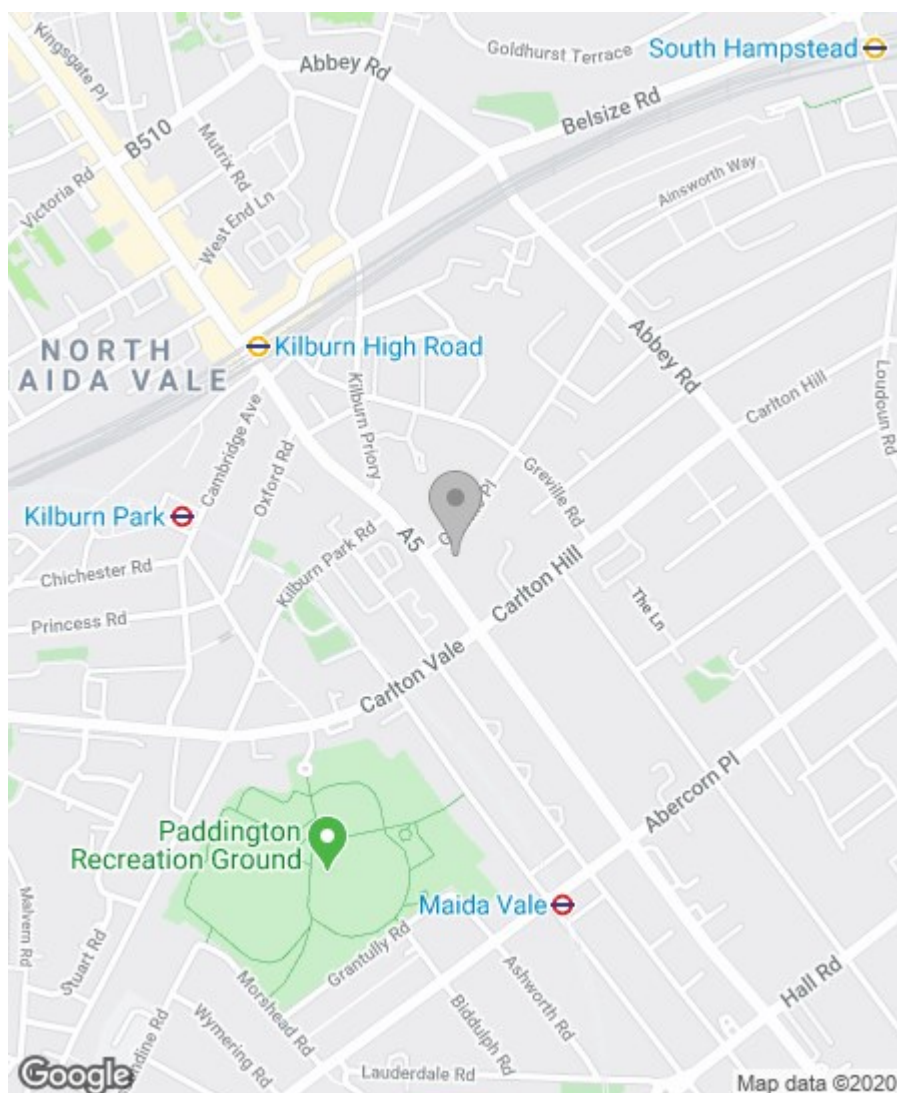 Kingsgate Pl
Abbey Rd
Goldhurst Terrace
South Hampstead
B510
Mutrix Rd
Belsize Rd
Victoria Rd
West End Ln
Ainsworth Way
NORTH
AIDA VALE
Kilburn High Road
Abbey Rd
Carlton Hill
Loudoun Rd
Kilburn Priory
Cambridge Ave
Oxford Rd
Greville Rd
Pl
Kilburn Park
Kilburn Park Rd
A5
Chichester Rd
Princess Rd
Carlton Hill
The Ln
Carlton Vale
Abercorn Pl
Paddington
Recreation Ground
Maida Vale
Malvern Rd
Stuart Rd
Grantully Rd
Morshead Rd
Wymering Rd
Biddulph Rd
Ashworth Rd
Hall Rd
Lauderdale Rd
Google
Map data ©2020